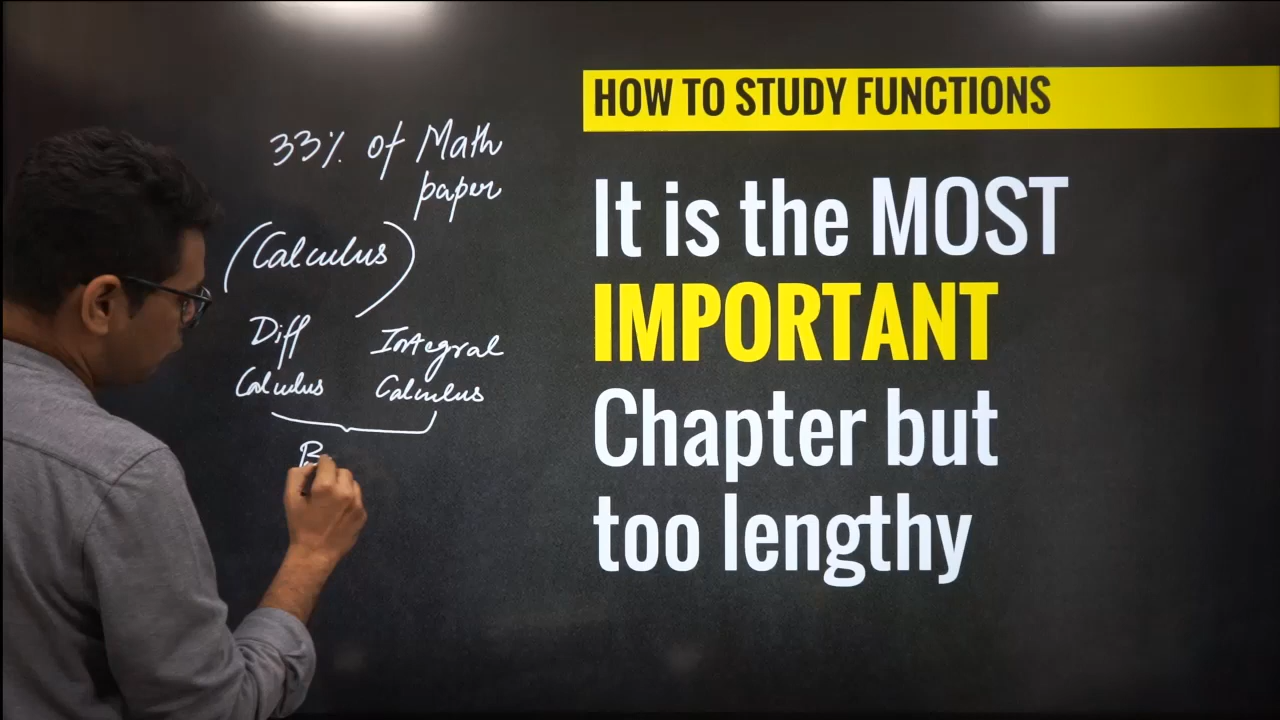 33% of Math
paper
(Calculus)
Diff
Calculus
Integral
Calculus
B
HOW TO STUDY FUNCTIONS
It is the MOST
IMPORTANT
Chapter but
too lengthy